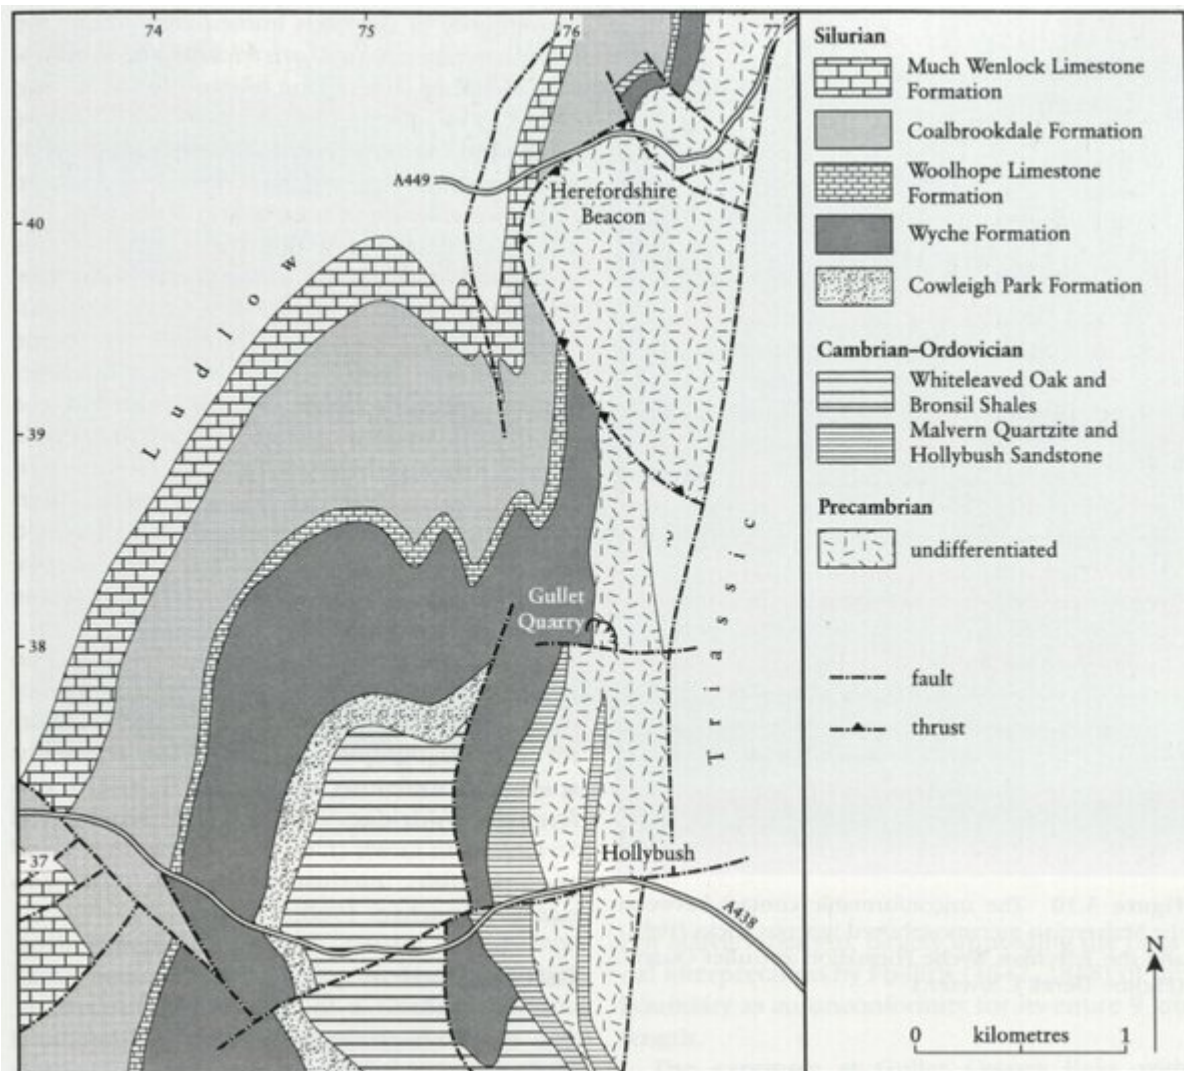 74
75
76
77
A449
Herefordshire
Beacon
40
Ludlow
39
Gullet
Quarry
38
Triassic
37
Hollybush
A438
Silurian
Much Wenlock Limestone
Formation
Coalbrookdale Formation
Woolhope Limestone
Formation
Wyche Formation
Cowleigh Park Formation
Cambrian–Ordovician
Whiteleaved Oak and
Bronsil Shales
Malvern Quartzite and
Hollybush Sandstone
Precambrian
undifferentiated
fault
thrust
N
0 kilometres 1